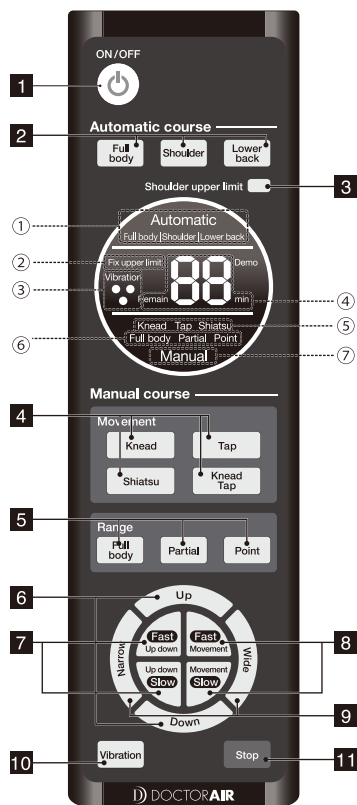 ON/OFF
1
Automatic course
2
Full body
Shoulder
Lower back
Shoulder upper limit
3
①
Automatic
Full body | Shoulder | Lower back
②
Fix upper limit
88
Demo
③
Vibration
Remain
min
④
Knead Tap Shiatsu
⑤
⑥
Full body Partial Point
Manual
⑦
Manual course
Movement
4
Knead
Tap
Shiatsu
Knead Tap
Range
5
Full body
Partial
Point
6
Up
7
Fast
Up down
Fast
Movement
8
Narrow
Wide
Up down
Slow
Movement
Slow
9
Down
10
Vibration
Stop
11
DOCTORAIR